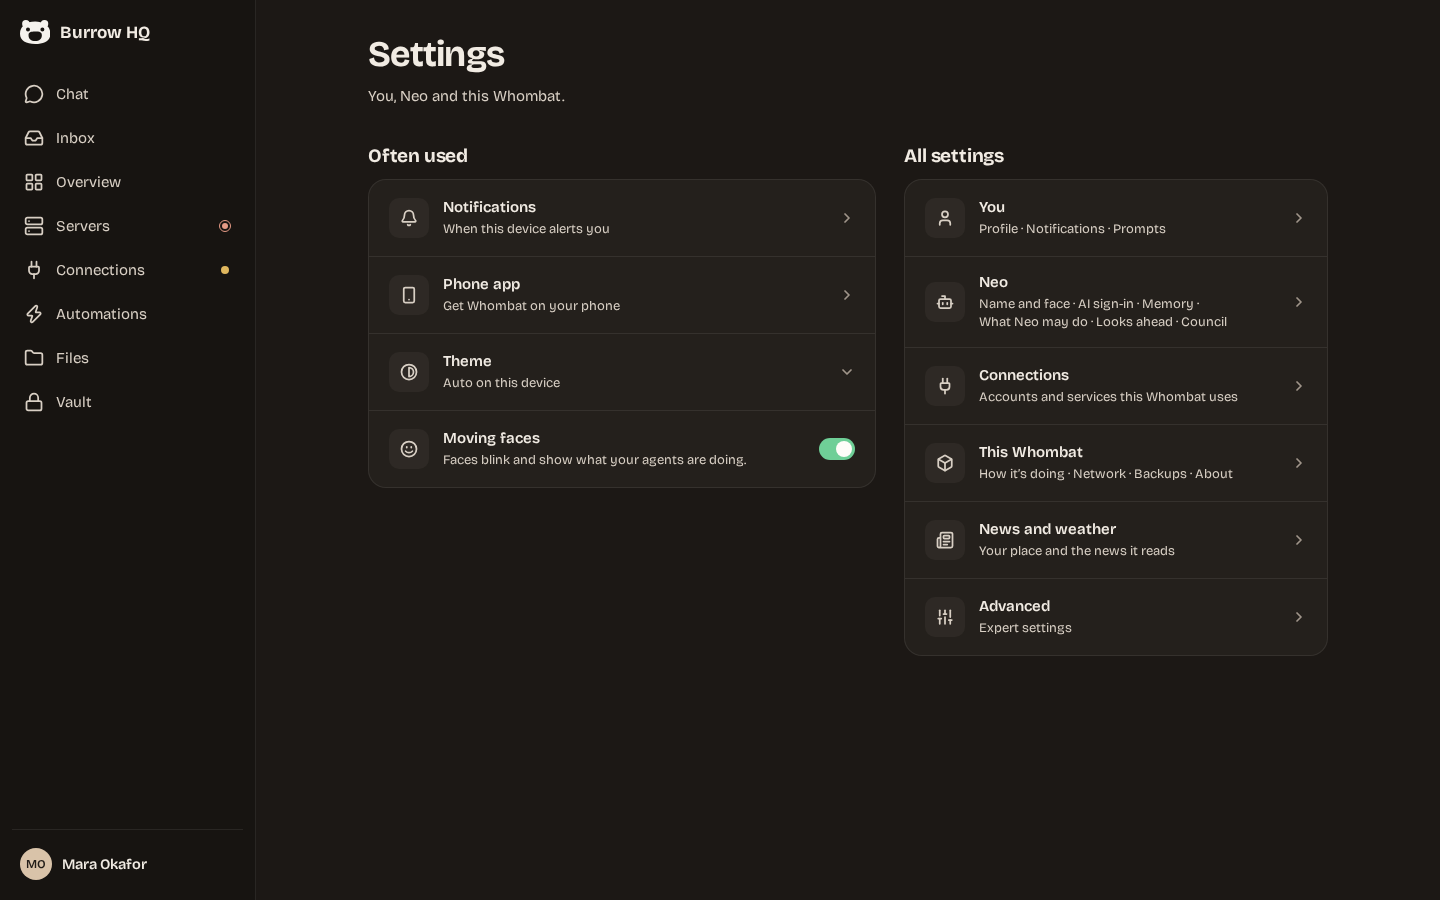 Burrow HQ
Chat
Inbox
Overview
Servers
Connections
Automations
Files
Vault
MO
Mara Okafor
Settings
You, Neo and this Whombat.
Often used
Notifications
When this device alerts you
Phone app
Get Whombat on your phone
Theme
Auto on this device
Moving faces
Faces blink and show what your agents are doing.
All settings
You
Profile · Notifications · Prompts
Neo
Name and face · AI sign-in · Memory ·
What Neo may do · Looks ahead · Council
Connections
Accounts and services this Whombat uses
This Whombat
How it's doing · Network · Backups · About
News and weather
Your place and the news it reads
Advanced
Expert settings